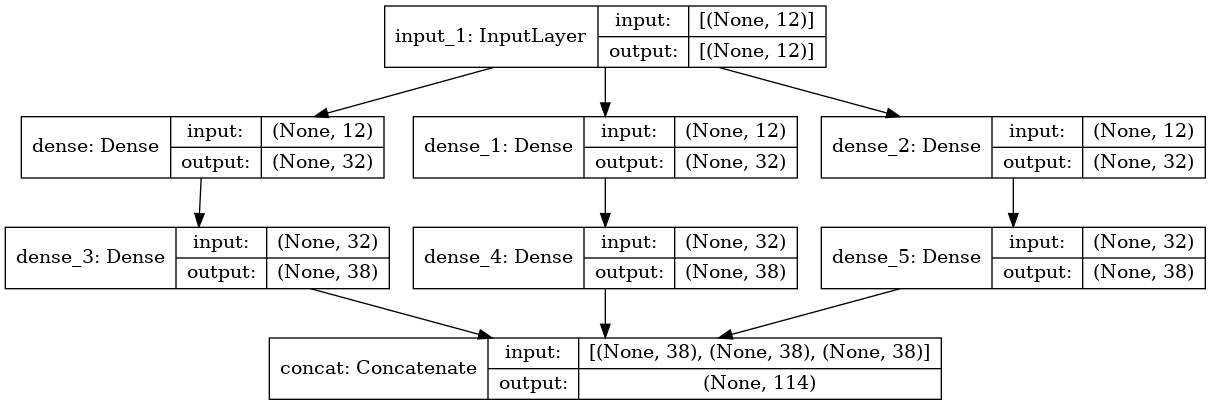 input_1: InputLayer
input:
[(None, 12)]
output:
[(None, 12)]
dense: Dense
input:
(None, 12)
output:
(None, 32)
dense_1: Dense
input:
(None, 12)
output:
(None, 32)
dense_2: Dense
input:
(None, 12)
output:
(None, 32)
dense_3: Dense
input:
(None, 32)
output:
(None, 38)
dense_4: Dense
input:
(None, 32)
output:
(None, 38)
dense_5: Dense
input:
(None, 32)
output:
(None, 38)
concat: Concatenate
input:
[(None, 38), (None, 38), (None, 38)]
output:
(None, 114)